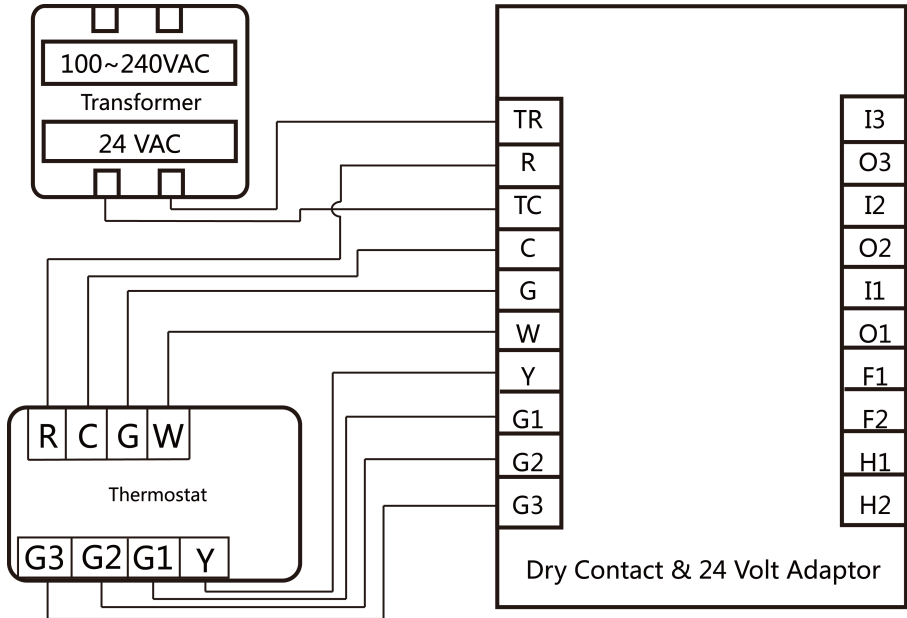 100~240VAC
Transformer
24 VAC
TR
R
TC
C
G
W
Y
G1
G2
G3
I3
O3
I2
O2
I1
O1
F1
F2
H1
H2
Dry Contact & 24 Volt Adaptor
R C G W
Thermostat
G3 G2 G1 Y